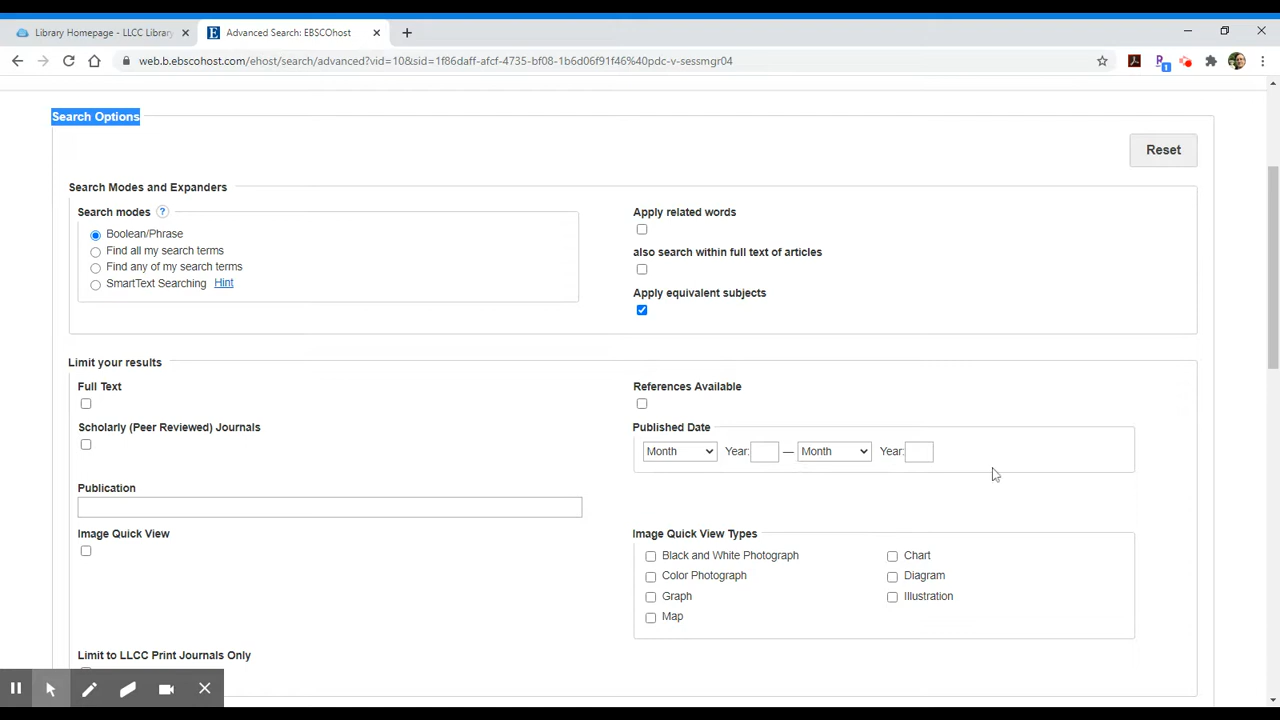 Library Homepage - LLCC Library
Advanced Search: EBSCOhost
web.b.ebscohost.com/ehost/search/advanced?vid=10&sid=1f86daff-afcf-4735-bf08-1b6d06f91f46%40pdc-v-sessmgr04
1
Search Options
Reset
Search Modes and Expanders
Search modes ?
Boolean/Phrase
Find all my search terms
Find any of my search terms
SmartText Searching Hint
Apply related words
also search within full text of articles
Apply equivalent subjects
Limit your results
Full Text
References Available
Scholarly (Peer Reviewed) Journals
Published Date
Month Year: — Month Year:
Publication
Image Quick View
Image Quick View Types
Black and White Photograph
Chart
Color Photograph
Diagram
Graph
Illustration
Map
Limit to LLCC Print Journals Only